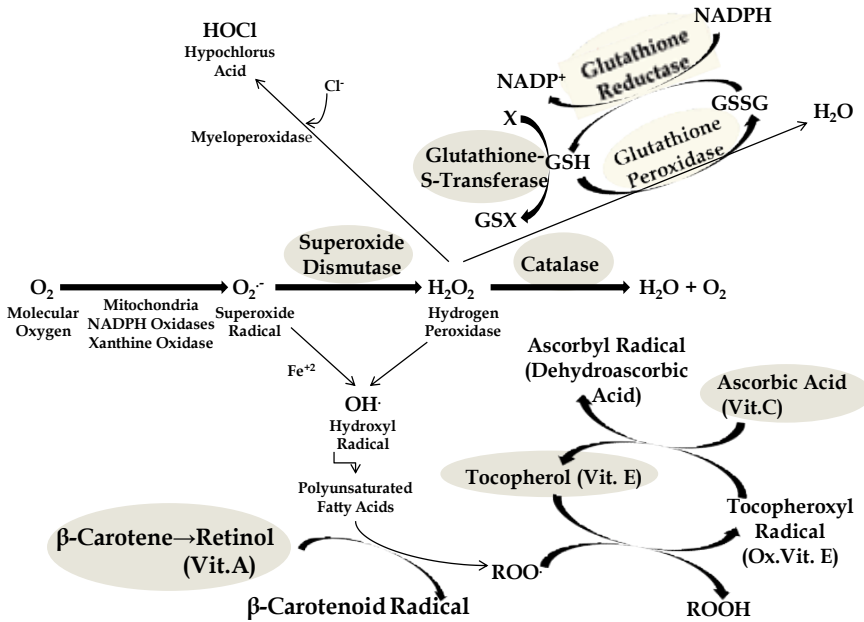 HOCl
Hypochlorus
Acid
Cl-
Myeloperoxidase
NADPH
Glutathione
Reductase
NADP+
GSSG
X
Glutathione-
S-Transferase
GSH
Glutathione
Peroxidase
H2O
GSX
Superoxide
Dismutase
Catalase
O2
Molecular
Oxygen
Mitochondria
NADPH Oxidases
Xanthine Oxidase
O2·-
Superoxide
Radical
H2O2
Hydrogen
Peroxidase
H2O + O2
Fe+2
OH·
Hydroxyl
Radical
Polyunsaturated
Fatty Acids
Ascorbyl Radical
(Dehydroascorbic
Acid)
Ascorbic Acid
(Vit.C)
Tocopherol (Vit. E)
Tocopheroxyl
Radical
(Ox.Vit. E)
β-Carotene→Retinol
(Vit.A)
β-Carotenoid Radical
ROO·
ROOH